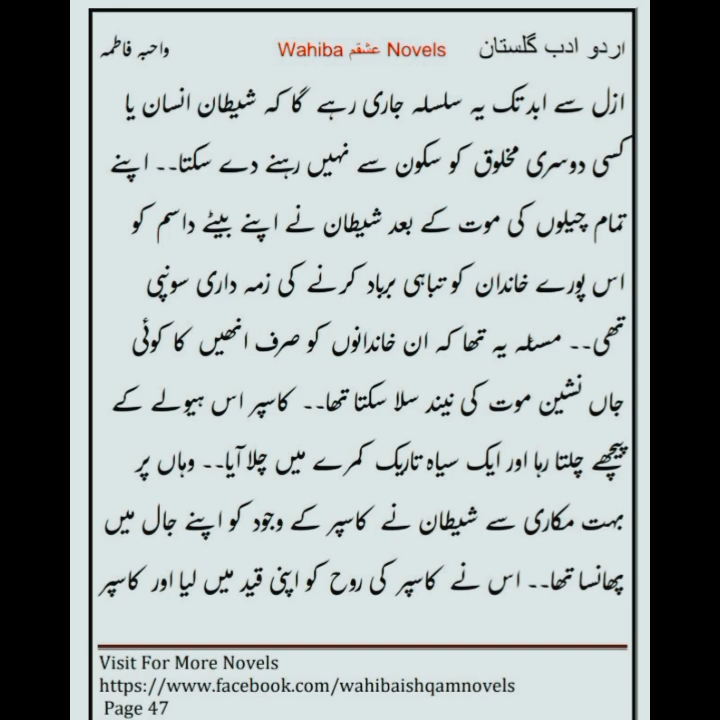 اردو ادب گلستان Wahiba عشقم Novels واحبہ فاطمہ
ازل سے ابد تک یہ سلسلہ جاری رہے گا کہ شیطان انسان یا
کسی دوسری مخلوق کو سکون سے نہیں رہنے دے سکتا۔۔ اپنے
تمام چیلوں کی موت کے بعد شیطان نے اپنے بیٹے داسم کو
اس پورے خاندان کو تباہی برباد کرنے کی زمہ داری سونپی
تھی۔۔ مسئلہ یہ تھا کہ ان خاندانوں کو صرف انھیں کا کوئی
جاں نشین موت کی نیند سلا سکتا تھا۔۔ کاسپر اس ہیولے کے
پیچھے چلتا رہا اور ایک سیاہ تاریک کمرے میں چلا آیا۔۔ وہاں پر
بہت مکاری سے شیطان نے کاسپر کے وجود کو اپنے جال میں
پھانسا تھا۔۔ اس نے کاسپر کی روح کو اپنی قید میں لیا اور کاسپر
Visit For More Novels
https://www.facebook.com/wahibaishqamnovels
Page 47